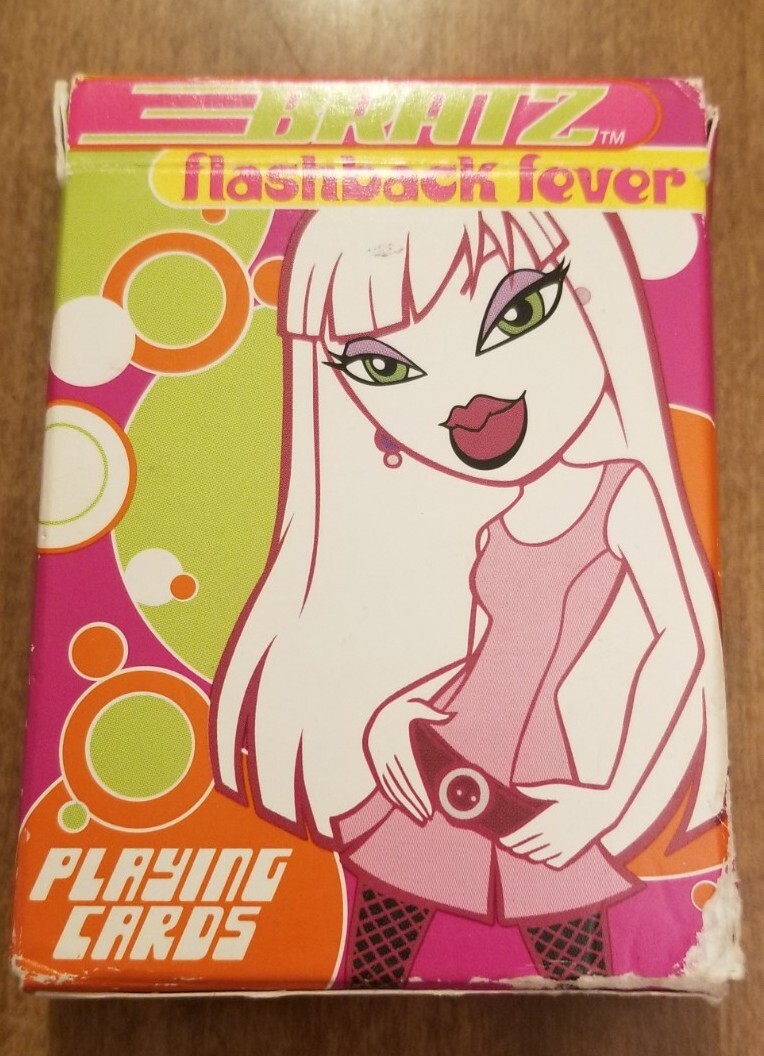 BRATZ™
flashback fever
PLAYING
CARDS